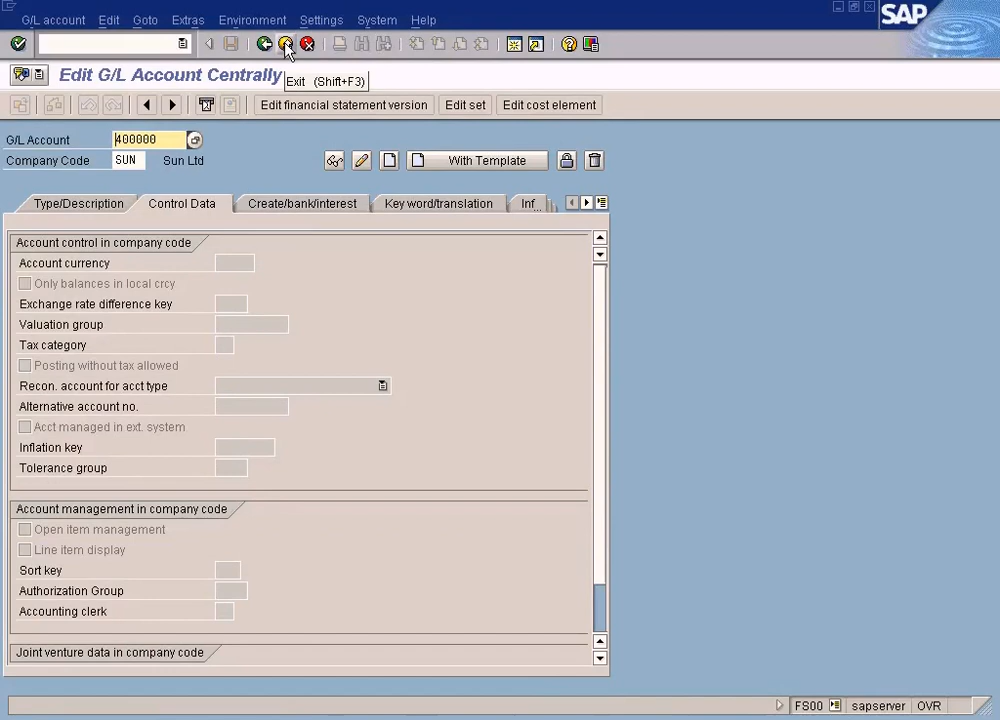 G/L account Edit Goto Extras Environment Settings System Help
SAP
Edit G/L Account Centrally
Exit (Shift+F3)
Edit financial statement version Edit set Edit cost element
G/L Account 400000
Company Code SUN Sun Ltd With Template
Type/Description Control Data Create/bank/interest Key word/translation Inf...
Account control in company code
Account currency
Only balances in local crcy
Exchange rate difference key
Valuation group
Tax category
Posting without tax allowed
Recon. account for acct type
Alternative account no.
Acct managed in ext. system
Inflation key
Tolerance group
Account management in company code
Open item management
Line item display
Sort key
Authorization Group
Accounting clerk
Joint venture data in company code
FS00 sapserver OVR